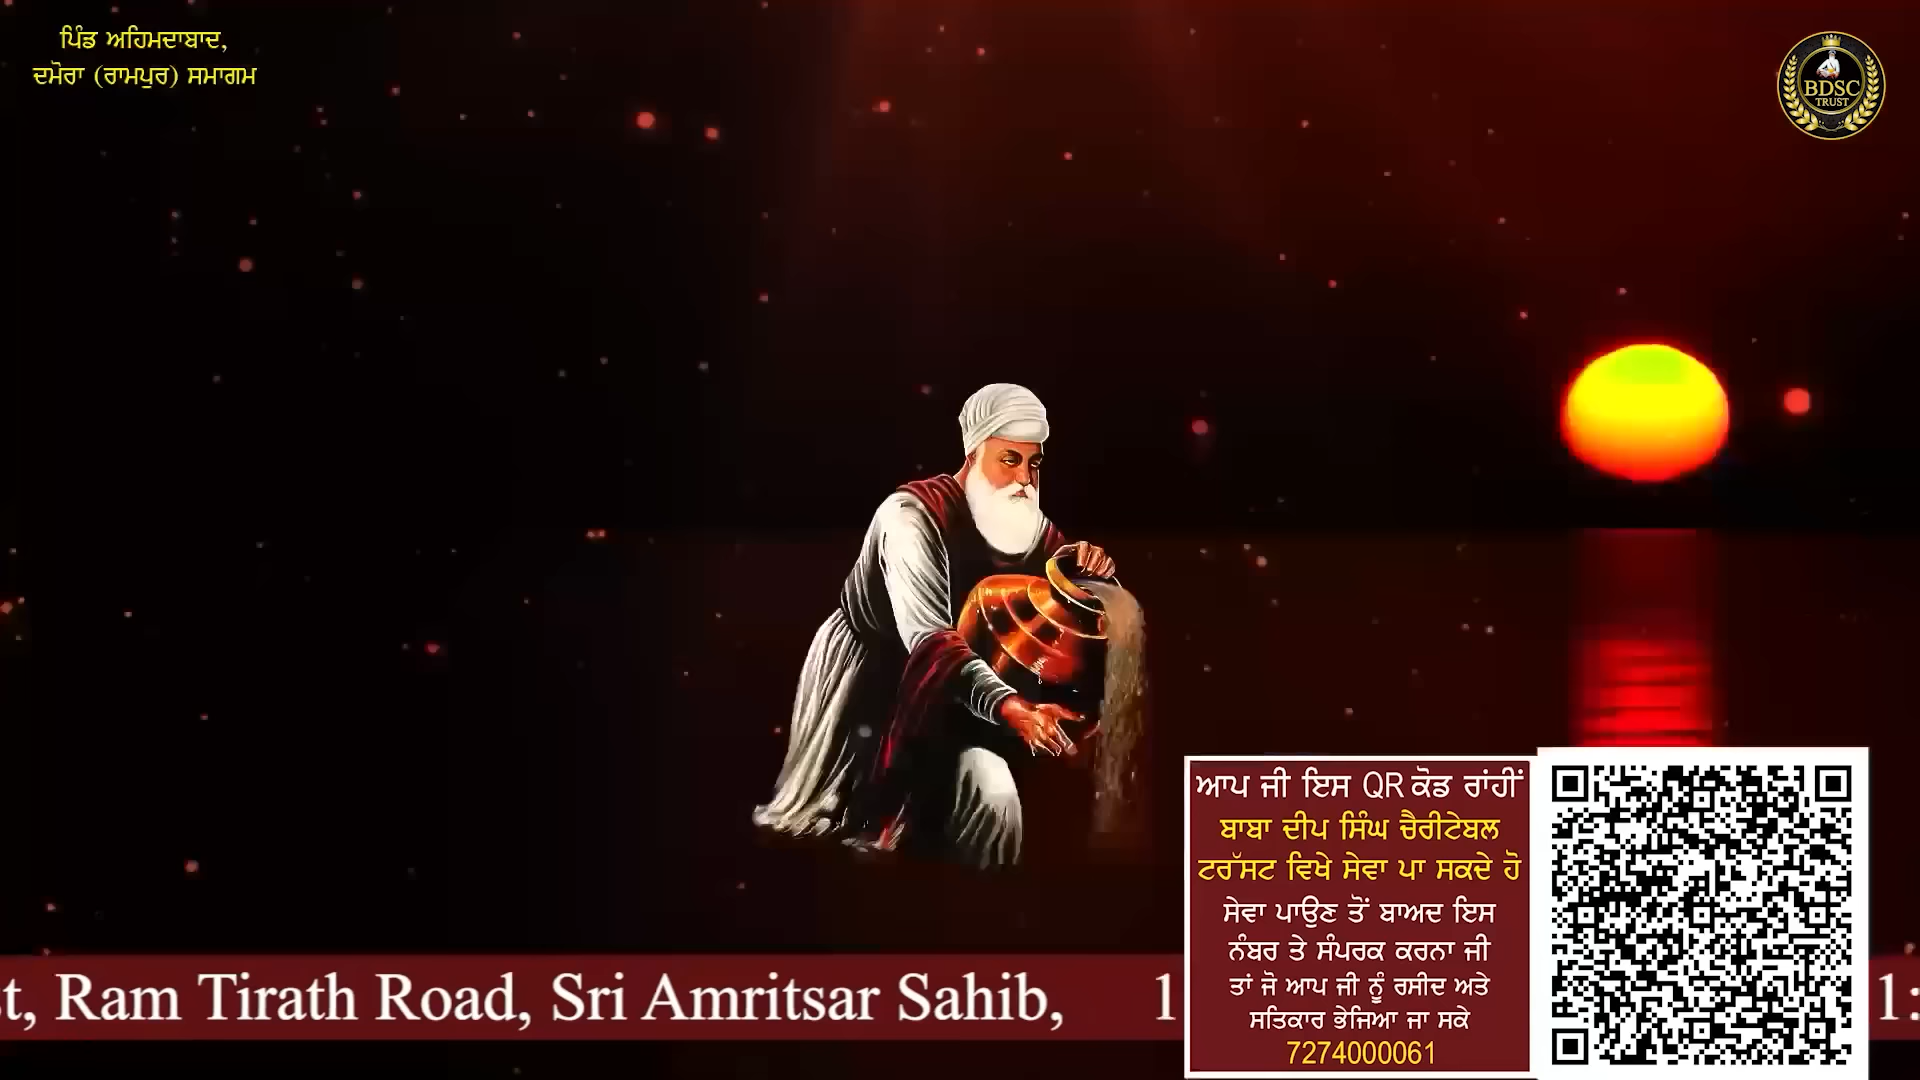 ਪਿੰਡ ਅਹਿਮਦਾਬਾਦ,
ਦਮੋਰਾ (ਰਾਮਪੁਰ) ਸਮਾਗਮ
BDSC
TRUST
ਆਪ ਜੀ ਇਸ QR ਕੋਡ ਰਾਂਹੀਂ
ਬਾਬਾ ਦੀਪ ਸਿੰਘ ਚੈਰੀਟੇਬਲ
ਟਰੱਸਟ ਵਿਖੇ ਸੇਵਾ ਪਾ ਸਕਦੇ ਹੋ
ਸੇਵਾ ਪਾਉਣ ਤੋਂ ਬਾਅਦ ਇਸ
ਨੰਬਰ ਤੇ ਸੰਪਰਕ ਕਰਨਾ ਜੀ
ਤਾਂ ਜੋ ਆਪ ਜੀ ਨੂੰ ਰਸੀਦ ਅਤੇ
ਸਤਿਕਾਰ ਭੇਜਿਆ ਜਾ ਸਕੇ
7274000061
Ram Tirath Road, Sri Amritsar Sahib,